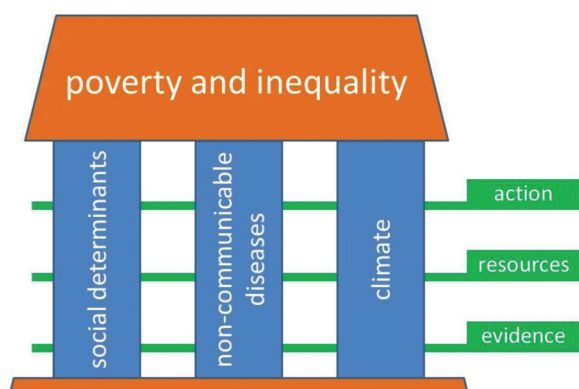 poverty and inequality
social determinants
non-communicable
diseases
climate
action
resources
evidence